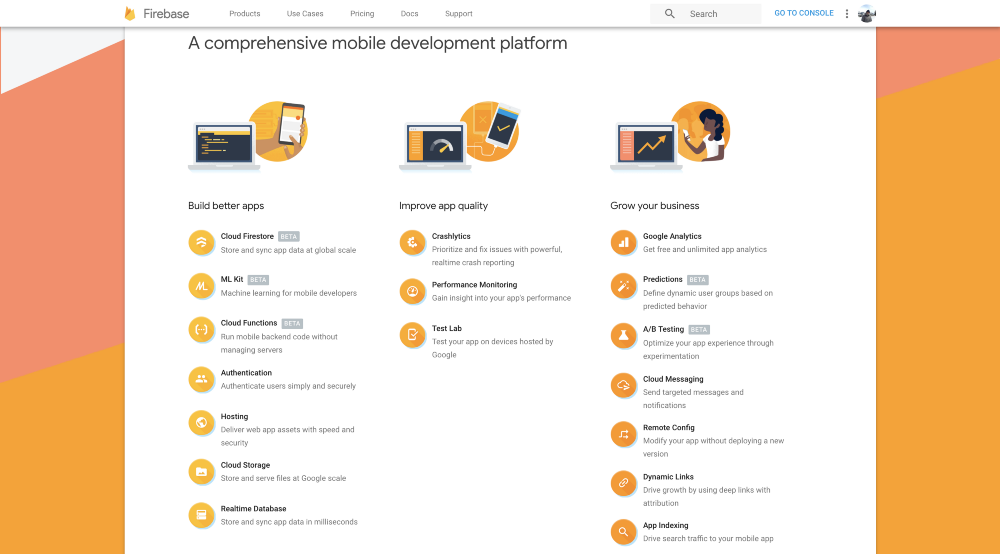 Firebase Products Use Cases Pricing Docs Support Search GO TO CONSOLE
A comprehensive mobile development platform
Build better apps
Cloud Firestore BETA
Store and sync app data at global scale
ML Kit BETA
Machine learning for mobile developers
Cloud Functions BETA
Run mobile backend code without
managing servers
Authentication
Authenticate users simply and securely
Hosting
Deliver web app assets with speed and
security
Cloud Storage
Store and serve files at Google scale
Realtime Database
Store and sync app data in milliseconds
Improve app quality
Crashlytics
Prioritize and fix issues with powerful,
realtime crash reporting
Performance Monitoring
Gain insight into your app's performance
Test Lab
Test your app on devices hosted by
Google
Grow your business
Google Analytics
Get free and unlimited app analytics
Predictions BETA
Define dynamic user groups based on
predicted behavior
A/B Testing BETA
Optimize your app experience through
experimentation
Cloud Messaging
Send targeted messages and
notifications
Remote Config
Modify your app without deploying a new
version
Dynamic Links
Drive growth by using deep links with
attribution
App Indexing
Drive search traffic to your mobile app